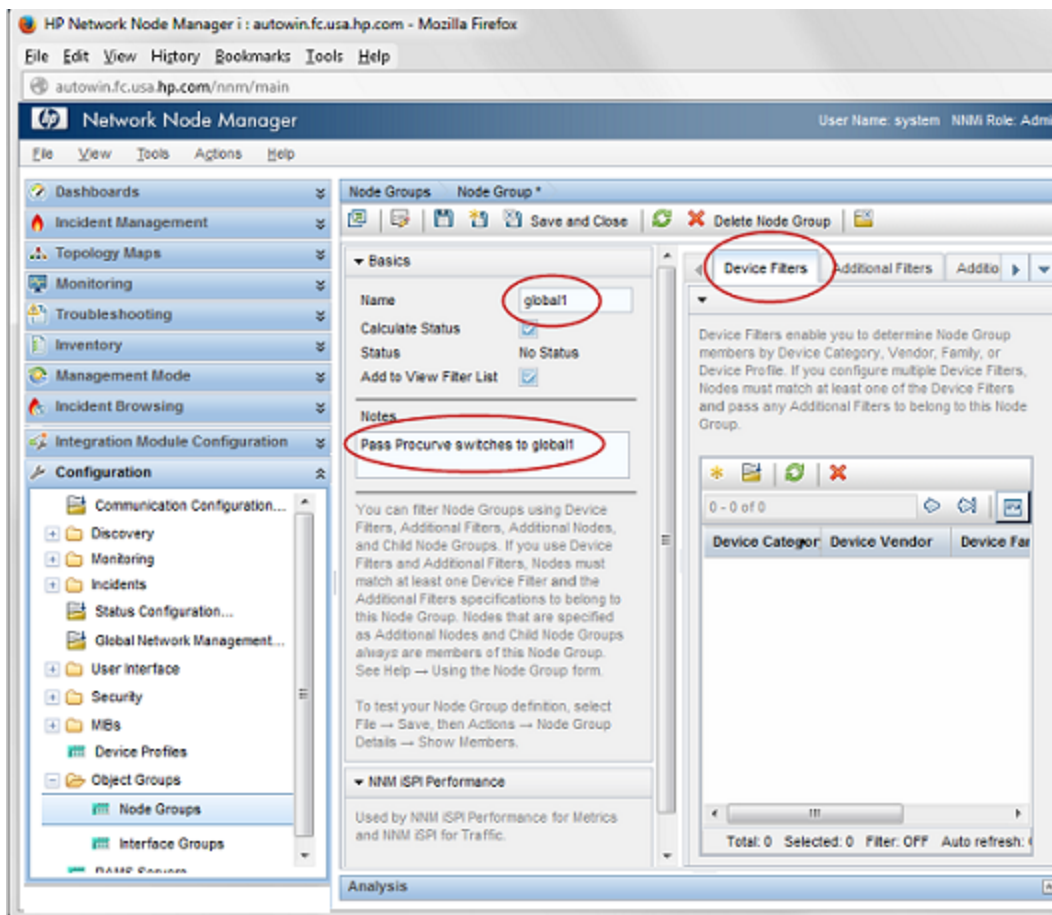 HP Network Node Manager i : autowin.fc.usa.hp.com - Mozilla Firefox
File Edit View History Bookmarks Tools Help
autowin.fc.usa.hp.com/nnm/main
hp Network Node Manager
User Name: system NNMi Role: Admi
File View Tools Actions Help
Dashboards
Incident Management
Topology Maps
Monitoring
Troubleshooting
Inventory
Management Mode
Incident Browsing
Integration Module Configuration
Configuration
Communication Configuration...
Discovery
Monitoring
Incidents
Status Configuration...
Global Network Management...
User Interface
Security
MIBs
Device Profiles
Object Groups
Node Groups
Interface Groups
RAMS Servers
Node Groups Node Group *
Save and Close Delete Node Group
Basics
Name global1
Calculate Status
Status No Status
Add to View Filter List
Notes
Pass Procurve switches to global1
You can filter Node Groups using Device
Filters, Additional Filters, Additional Nodes,
and Child Node Groups. If you use Device
Filters and Additional Filters, Nodes must
match at least one Device Filter and the
Additional Filters specifications to belong to
this Node Group. Nodes that are specified
as Additional Nodes and Child Node Groups
always are members of this Node Group.
See Help → Using the Node Group form.
To test your Node Group definition, select
File → Save, then Actions → Node Group
Details → Show Members.
NNM iSPI Performance
Used by NNM iSPI Performance for Metrics
and NNM iSPI for Traffic.
Device Filters Additional Filters Additio
Device Filters enable you to determine Node Group
members by Device Category, Vendor, Family, or
Device Profile. If you configure multiple Device Filters,
Nodes must match at least one of the Device Filters
and pass any Additional Filters to belong to this Node
Group.
0 - 0 of 0
Device Categor Device Vendor Device Far
Total: 0 Selected: 0 Filter: OFF Auto refresh:
Analysis